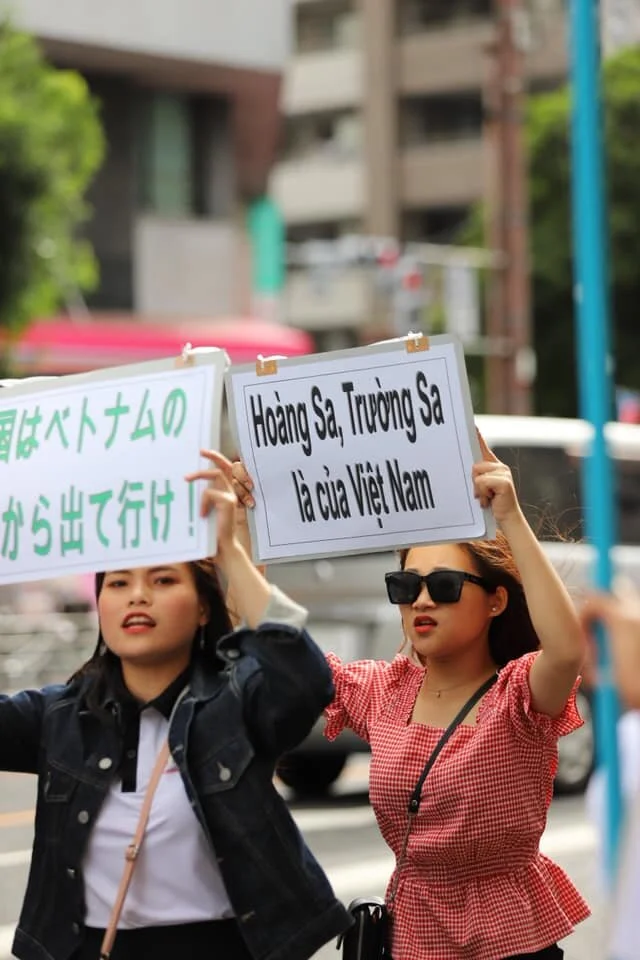 国はベトナムの
から出て行け！
Hoàng Sa, Trường Sa
là của Việt Nam